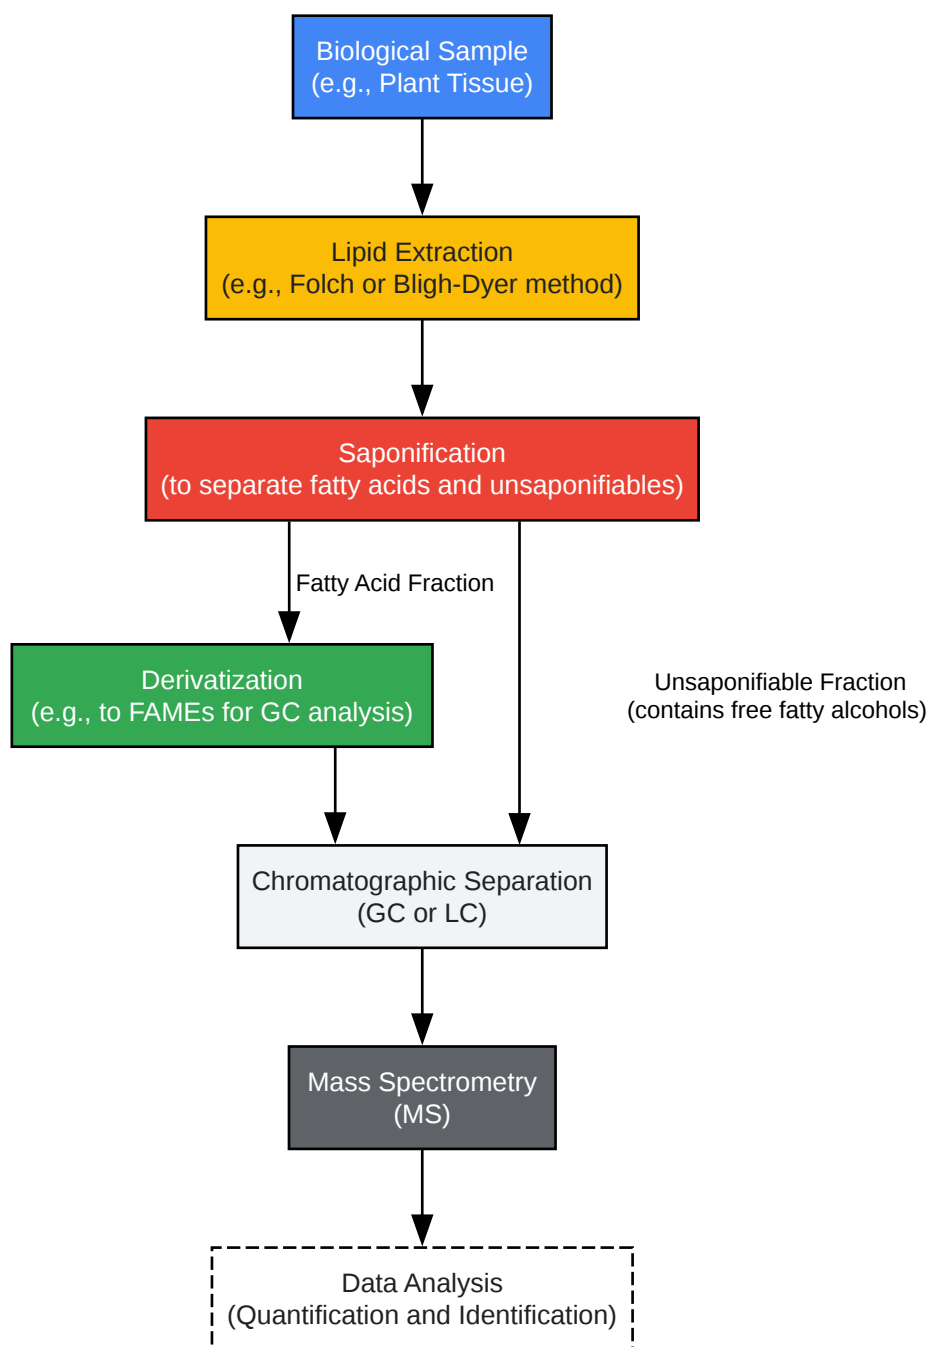 Biological Sample
(e.g., Plant Tissue)
Lipid Extraction
(e.g., Folch or Bligh-Dyer method)
Saponification
(to separate fatty acids and unsaponifiables)
Fatty Acid Fraction
Derivatization
(e.g., to FAMEs for GC analysis)
Unsaponifiable Fraction
(contains free fatty alcohols)
Chromatographic Separation
(GC or LC)
Mass Spectrometry
(MS)
Data Analysis
(Quantification and Identification)